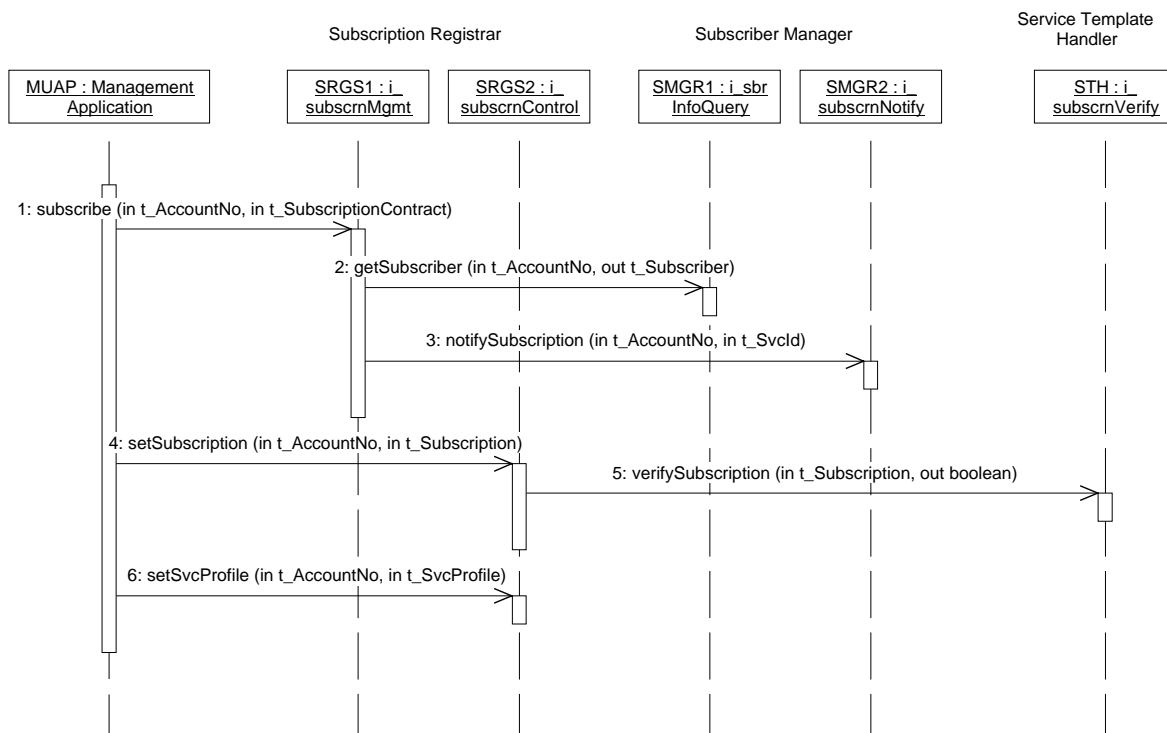 Service Template
Handler
Subscription Registrar
Subscriber Manager
MUAP : Management
Application
SRGS1 : i_
subscrnMgmt
SRGS2 : i_
subscrnControl
SMGR1 : i_sbr
InfoQuery
SMGR2 : i_
subscrnNotify
STH : i_
subscrnVerify
1: subscribe (in t_AccountNo, in t_SubscriptionContract)
2: getSubscriber (in t_AccountNo, out t_Subscriber)
3: notifySubscription (in t_AccountNo, in t_SvcId)
4: setSubscription (in t_AccountNo, in t_Subscription)
5: verifySubscription (in t_Subscription, out boolean)
6: setSvcProfile (in t_AccountNo, in t_SvcProfile)